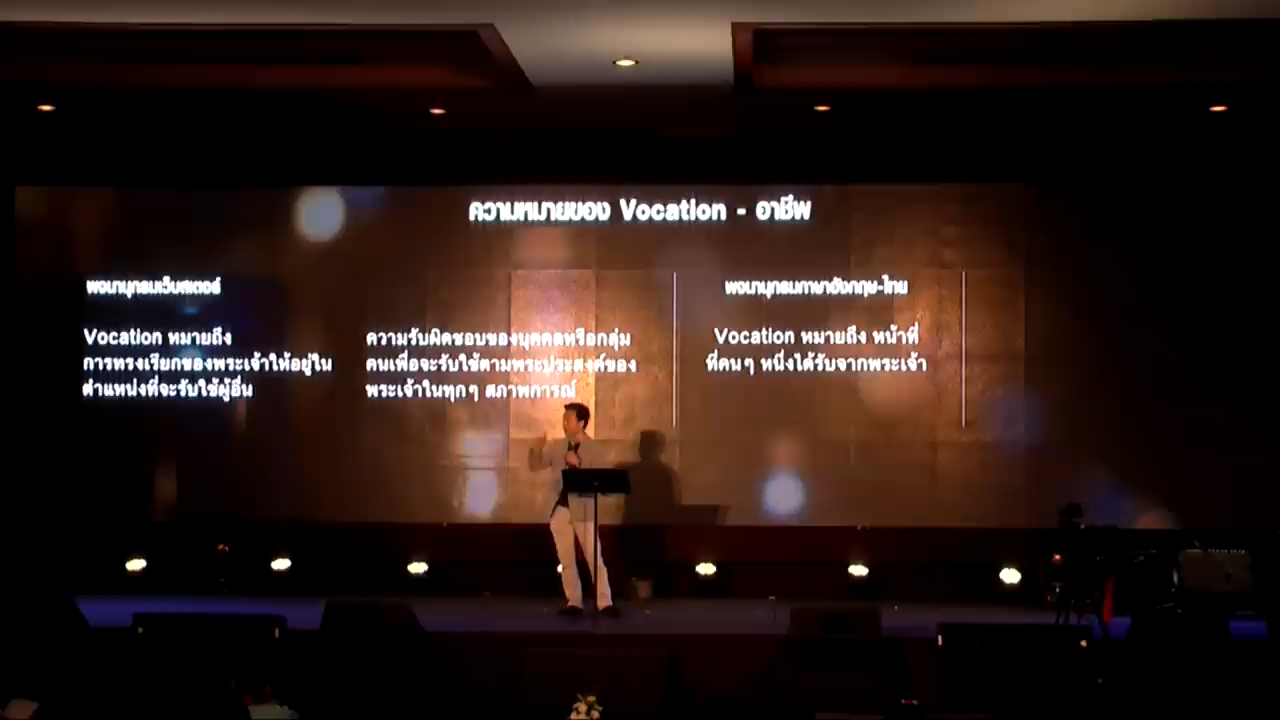 ความหมายของ Vocation - อาชีพ
พจนานุกรมเว็บสเตอร์
Vocation หมายถึง
การทรงเรียกของพระเจ้าให้อยู่ใน
ตำแหน่งที่จะรับใช้ผู้อื่น
ความรับผิดชอบของบุคคลหรือกลุ่ม
คนเพื่อจะรับใช้ตามพระประสงค์ของ
พระเจ้าในทุกๆ สภาพการณ์
พจนานุกรมภาษาอังกฤษ-ไทย
Vocation หมายถึง หน้าที่
ที่คนๆ หนึ่งได้รับจากพระเจ้า